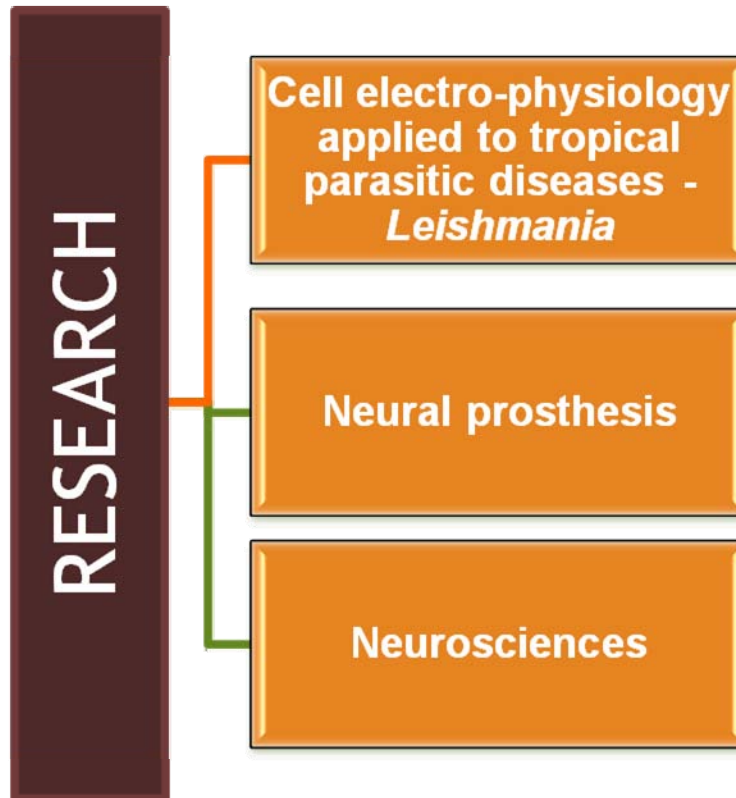 RESEARCH
Cell electro-physiology
applied to tropical
parasitic diseases -
Leishmania
Neural prosthesis
Neurosciences